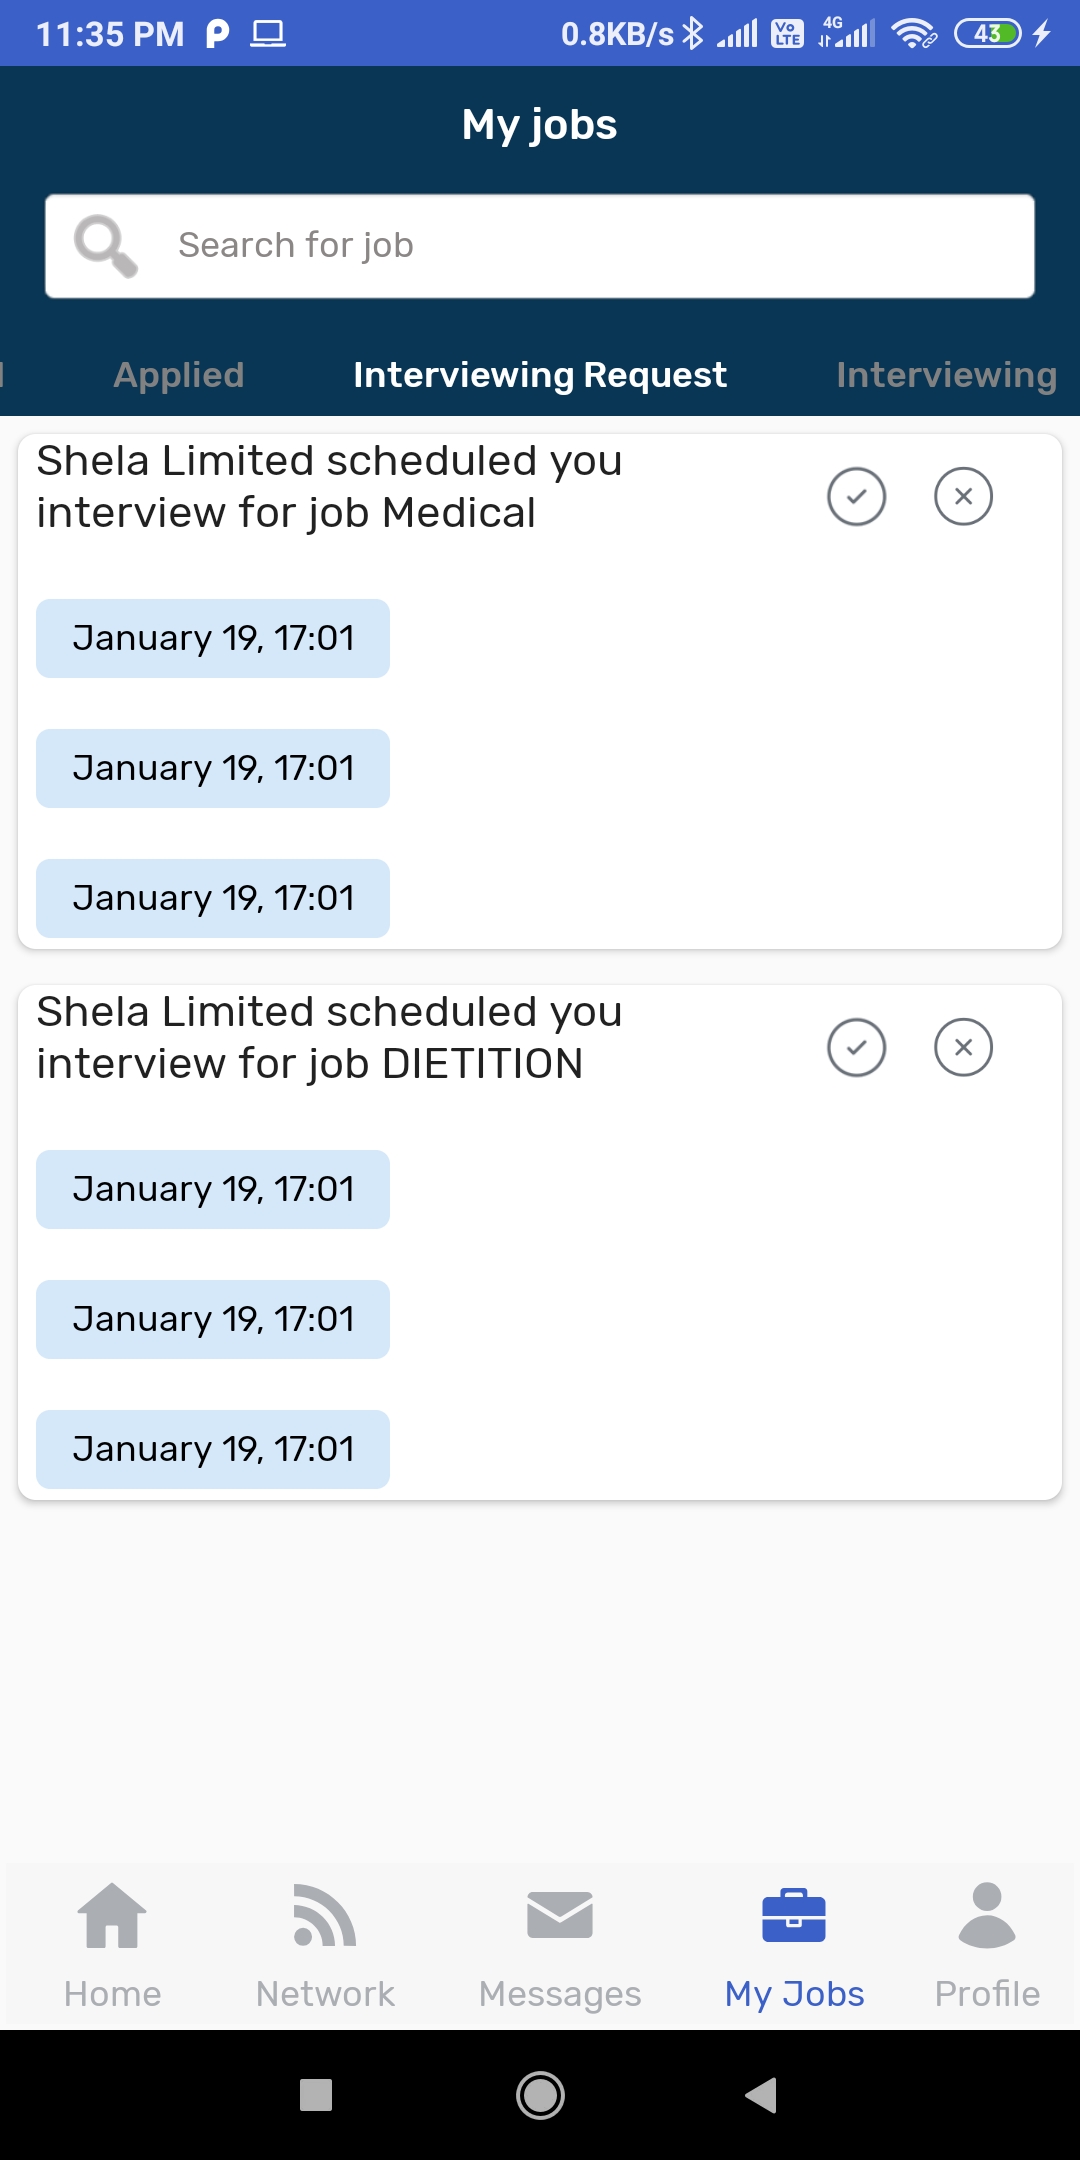 11:35 PM 0.8KB/s Vo LTE 4G 43
My jobs
Search for job
Applied Interviewing Request Interviewing
Shela Limited scheduled you
interview for job Medical
January 19, 17:01
January 19, 17:01
January 19, 17:01
Shela Limited scheduled you
interview for job DIETITION
January 19, 17:01
January 19, 17:01
January 19, 17:01
Home Network Messages My Jobs Profile